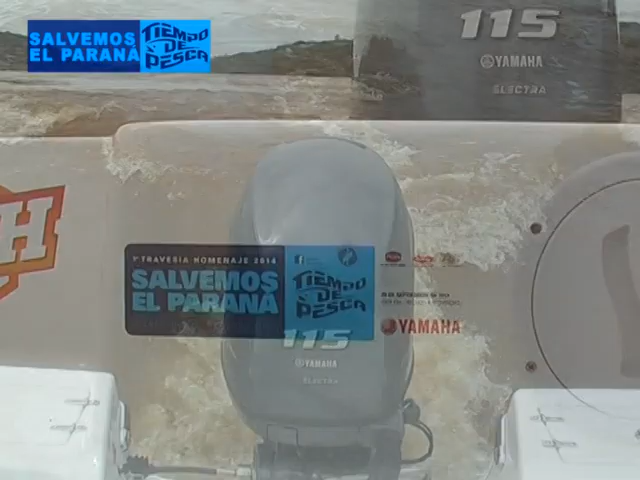 SALVEMOS
EL PARANÁ
TIEMPO
DE
PESCA
115
YAMAHA
ELECTRA
H
1ª TRAVESIA HOMENAJE 2014
SALVEMOS
EL PARANÁ
TIEMPO
DE
PESCA
YAMAHA
115
YAMAHA
ELECTRA